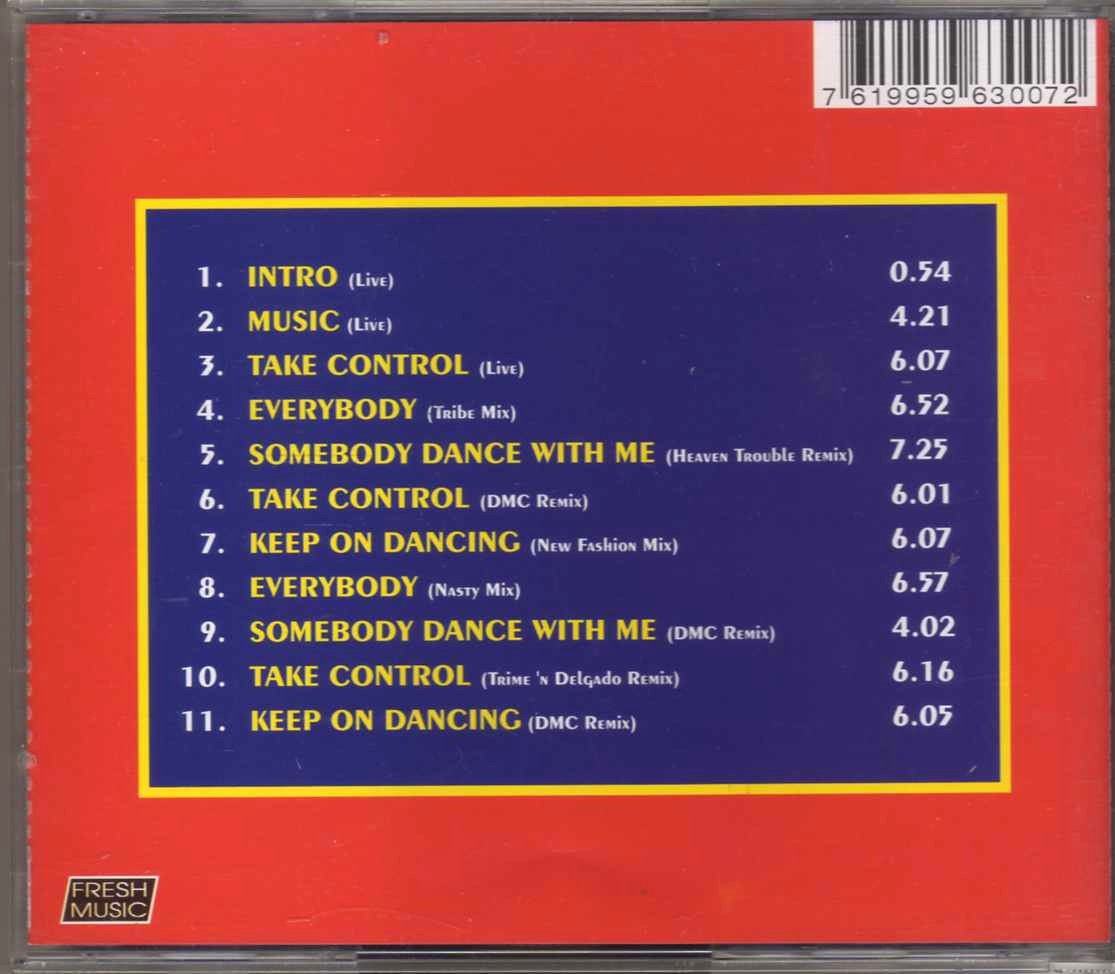 7 619959 630072
1. INTRO (Live) 0.54
2. MUSIC (Live) 4.21
3. TAKE CONTROL (Live) 6.07
4. EVERYBODY (Tribe Mix) 6.52
5. SOMEBODY DANCE WITH ME (Heaven Trouble Remix) 7.25
6. TAKE CONTROL (DMC Remix) 6.01
7. KEEP ON DANCING (New Fashion Mix) 6.07
8. EVERYBODY (Nasty Mix) 6.57
9. SOMEBODY DANCE WITH ME (DMC Remix) 4.02
10. TAKE CONTROL (Trime 'n Delgado Remix) 6.16
11. KEEP ON DANCING (DMC Remix) 6.05
FRESH
MUSIC